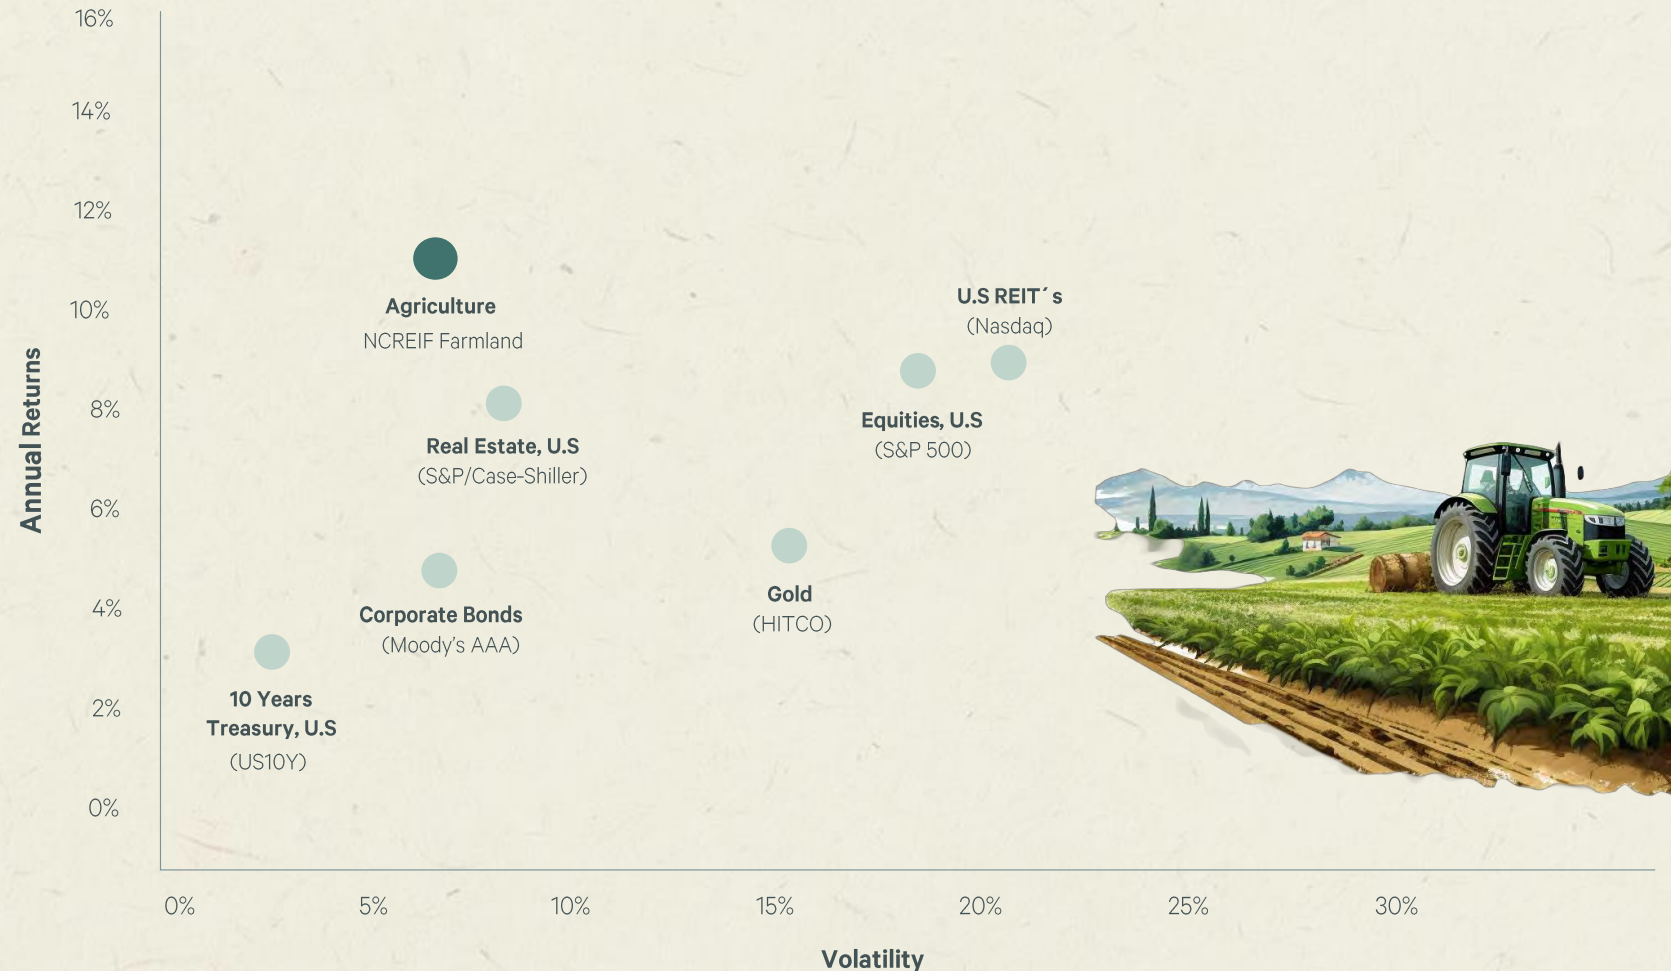 16%
14%
12%
10%
8%
6%
4%
2%
0%
Annual Returns
Agriculture
NCREIF Farmland
U.S REIT´s
(Nasdaq)
Real Estate, U.S
(S&P/Case-Shiller)
Equities, U.S
(S&P 500)
Corporate Bonds
(Moody’s AAA)
Gold
(HITCO)
10 Years
Treasury, U.S
(US10Y)
0% 5% 10% 15% 20% 25% 30%
Volatility